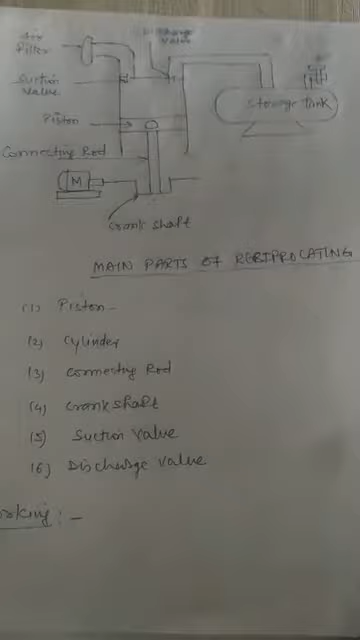 Air
Filter
Discharge
Valve
Suction
Valve
Storage Tank
Piston
Connecting Rod
M
Crank shaft
MAIN PARTS OF RECIPROCATING
(1) Piston -
(2) Cylinder
(3) Connecting Rod
(4) Crank shaft
(5) Suction Valve
(6) Discharge Valve
orking : -